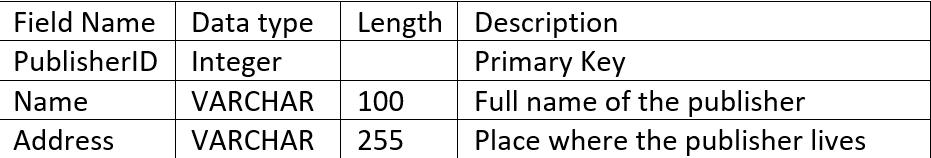 Field Name Data type Length Description
PublisherID Integer Primary Key
Name VARCHAR 100 Full name of the publisher
Address VARCHAR 255 Place where the publisher lives